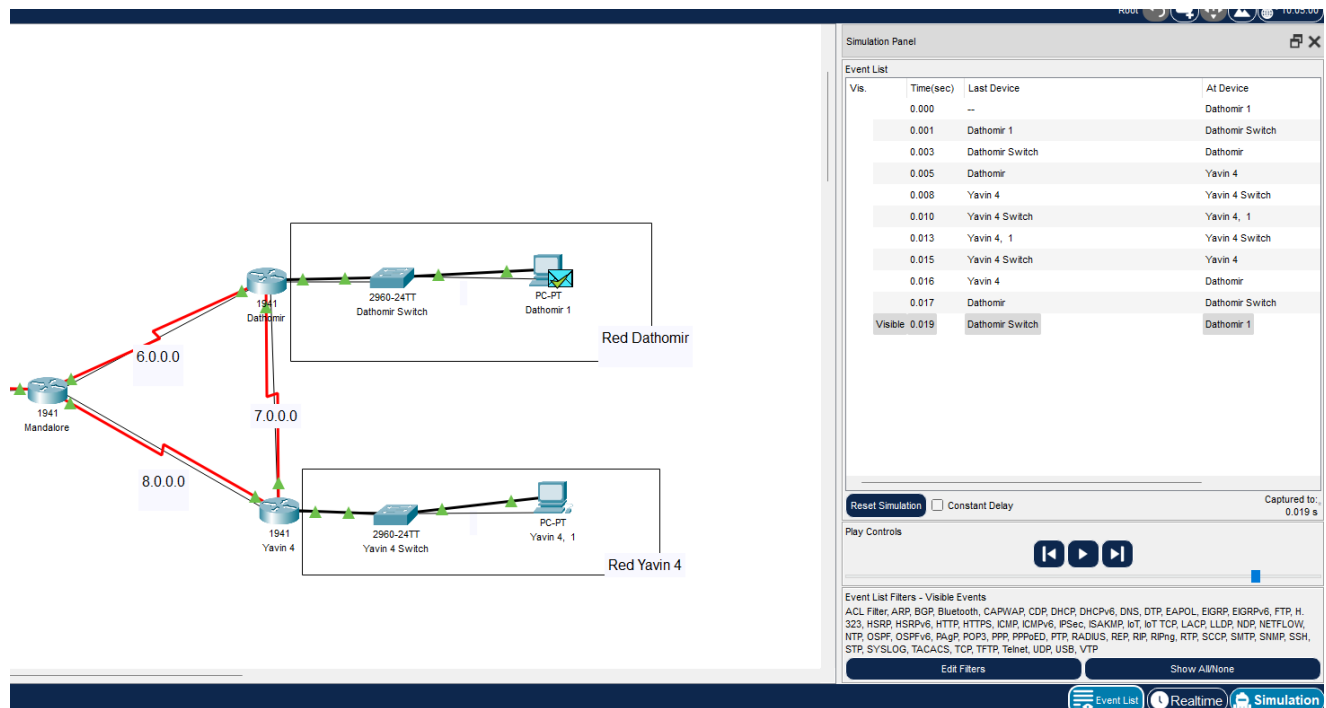 Root 10:05:00
Simulation Panel
Event List
Vis. Time(sec) Last Device At Device
0.000 -- Dathomir 1
0.001 Dathomir 1 Dathomir Switch
0.003 Dathomir Switch Dathomir
0.005 Dathomir Yavin 4
0.008 Yavin 4 Yavin 4 Switch
0.010 Yavin 4 Switch Yavin 4, 1
0.013 Yavin 4, 1 Yavin 4 Switch
0.015 Yavin 4 Switch Yavin 4
0.016 Yavin 4 Dathomir
0.017 Dathomir Dathomir Switch
Visible 0.019 Dathomir Switch Dathomir 1
Reset Simulation Constant Delay Captured to:
0.019 s
Play Controls
Event List Filters - Visible Events
ACL Filter, ARP, BGP, Bluetooth, CAPWAP, CDP, DHCP, DHCPv6, DNS, DTP, EAPOL, EIGRP, EIGRPv6, FTP, H.
323, HSRP, HSRPv6, HTTP, HTTPS, ICMP, ICMPv6, IPSec, ISAKMP, IoT, IoT TCP, LACP, LLDP, NDP, NETFLOW,
NTP, OSPF, OSPFv6, PAgP, POP3, PPP, PPPoED, PTP, RADIUS, REP, RIP, RIPng, RTP, SCCP, SMTP, SNMP, SSH,
STP, SYSLOG, TACACS, TCP, TFTP, Telnet, UDP, USB, VTP
Edit Filters Show All/None
Event List Realtime Simulation
1941
Dathomir
2960-24TT
Dathomir Switch
PC-PT
Dathomir 1
Red Dathomir
6.0.0.0
1941
Mandalore
7.0.0.0
8.0.0.0
1941
Yavin 4
2960-24TT
Yavin 4 Switch
PC-PT
Yavin 4, 1
Red Yavin 4